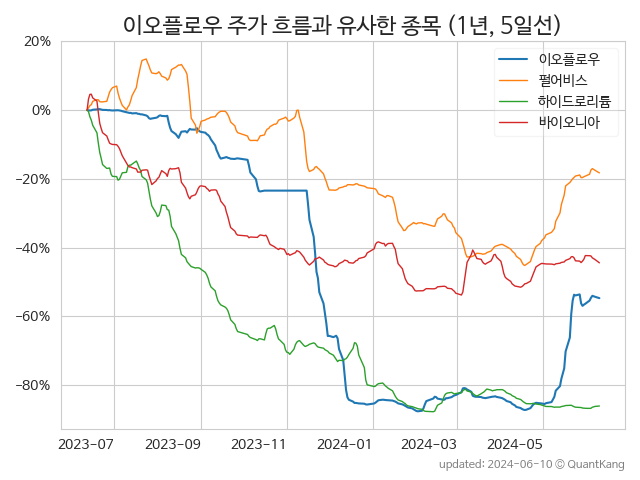 이오플로우 주가 흐름과 유사한 종목 (1년, 5일선)
20%
0%
−20%
−40%
−60%
−80%
이오플로우
펄어비스
하이드로리튬
바이오니아
2023-07
2023-09
2023-11
2024-01
2024-03
2024-05
updated: 2024-06-10 © QuantKang